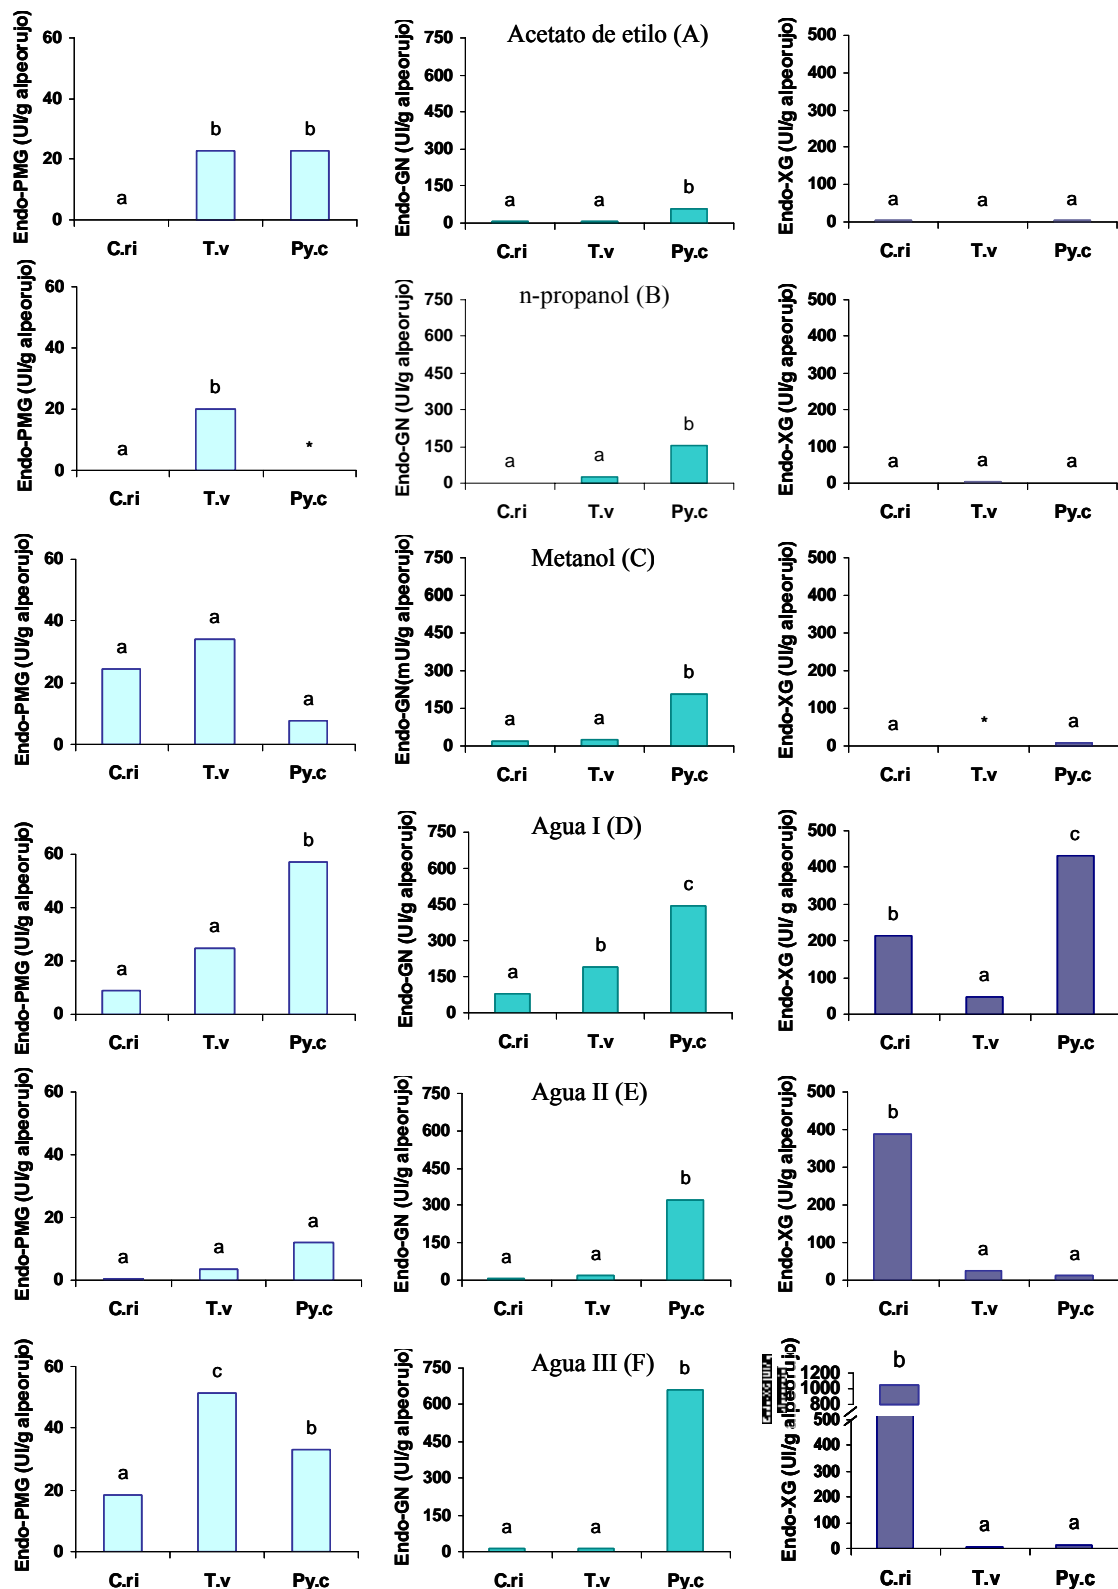 Endo-PMG (UI/g alpeorujo)
60
40
20
0
a
b
b
C.ri
T.v
Py.c
Acetato de etilo (A)
Endo-GN (UI/g alpeorujo)
750
600
450
300
150
0
a
a
b
C.ri
T.v
Py.c
Endo-XG (UI/g alpeorujo)
500
400
300
200
100
0
a
a
a
C.ri
T.v
Py.c
Endo-PMG (UI/g alpeorujo)
60
40
20
0
a
b
*
C.ri
T.v
Py.c
n-propanol (B)
Endo-GN (UI/g alpeorujo)
750
600
450
300
150
0
a
a
b
C.ri
T.v
Py.c
Endo-XG (UI/g apeorujo)
500
400
300
200
100
0
a
a
a
C.ri
T.v
Py.c
Endo-PMG (UI/g alpeorujo)
60
40
20
0
a
a
a
C.ri
T.v
Py.c
Metanol (C)
Endo-GN(mUI/g alpeorujo)
750
600
450
300
150
0
a
a
b
C.ri
T.v
Py.c
Endo-XG (UI/g alpeorujo)
500
400
300
200
100
0
a
*
a
C.ri
T.v
Py.c
Endo-PMG (UI/g alpeorujo)
60
40
20
0
a
a
b
C.ri
T.v
Py.c
Agua I (D)
Endo-GN (UI/g alpeorujo)
750
600
450
300
150
0
a
b
c
C.ri
T.v
Py.c
Endo-XG (UI/ g alpeorujo)
500
400
300
200
100
0
b
a
c
C.ri
T.v
Py.c
Endo-PMG (UI/g alpeorujo)
60
40
20
0
a
a
a
C.ri
T.v
Py.c
Agua II (E)
Endo-GN (UI/g alpeorujo)
750
600
450
300
150
0
a
a
b
C.ri
T.v
Py.c
Endo-XG (UI/g alpeorujo)
500
400
300
200
100
0
b
a
a
C.ri
T.v
Py.c
Endo-PMG (UI/g alpeorujo)
60
40
20
0
a
c
b
C.ri
T.v
Py.c
Agua III (F)
Endo-GN (UI/g alpeorujo)
750
600
450
300
150
0
a
a
b
C.ri
T.v
Py.c
Endo-XG (UI/g alpeorujo)
1200
1000
800
500
400
300
200
100
0
b
a
a
C.ri
T.v
Py.c